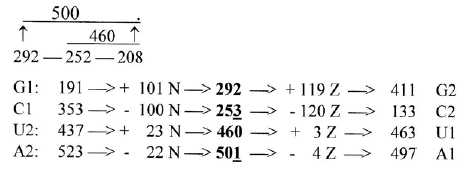 500 .
↑ 460 ↑
292 — 252 — 208
G1: 191 —> + 101 N —> 292 —> + 119 Z —> 411 G2
C1: 353 —> - 100 N —> 253 —> -120 Z —> 133 C2
U2: 437 —> + 23 N —> 460 —> + 3 Z —> 463 U1
A2: 523 —> - 22 N —> 501 —> - 4 Z —> 497 A1